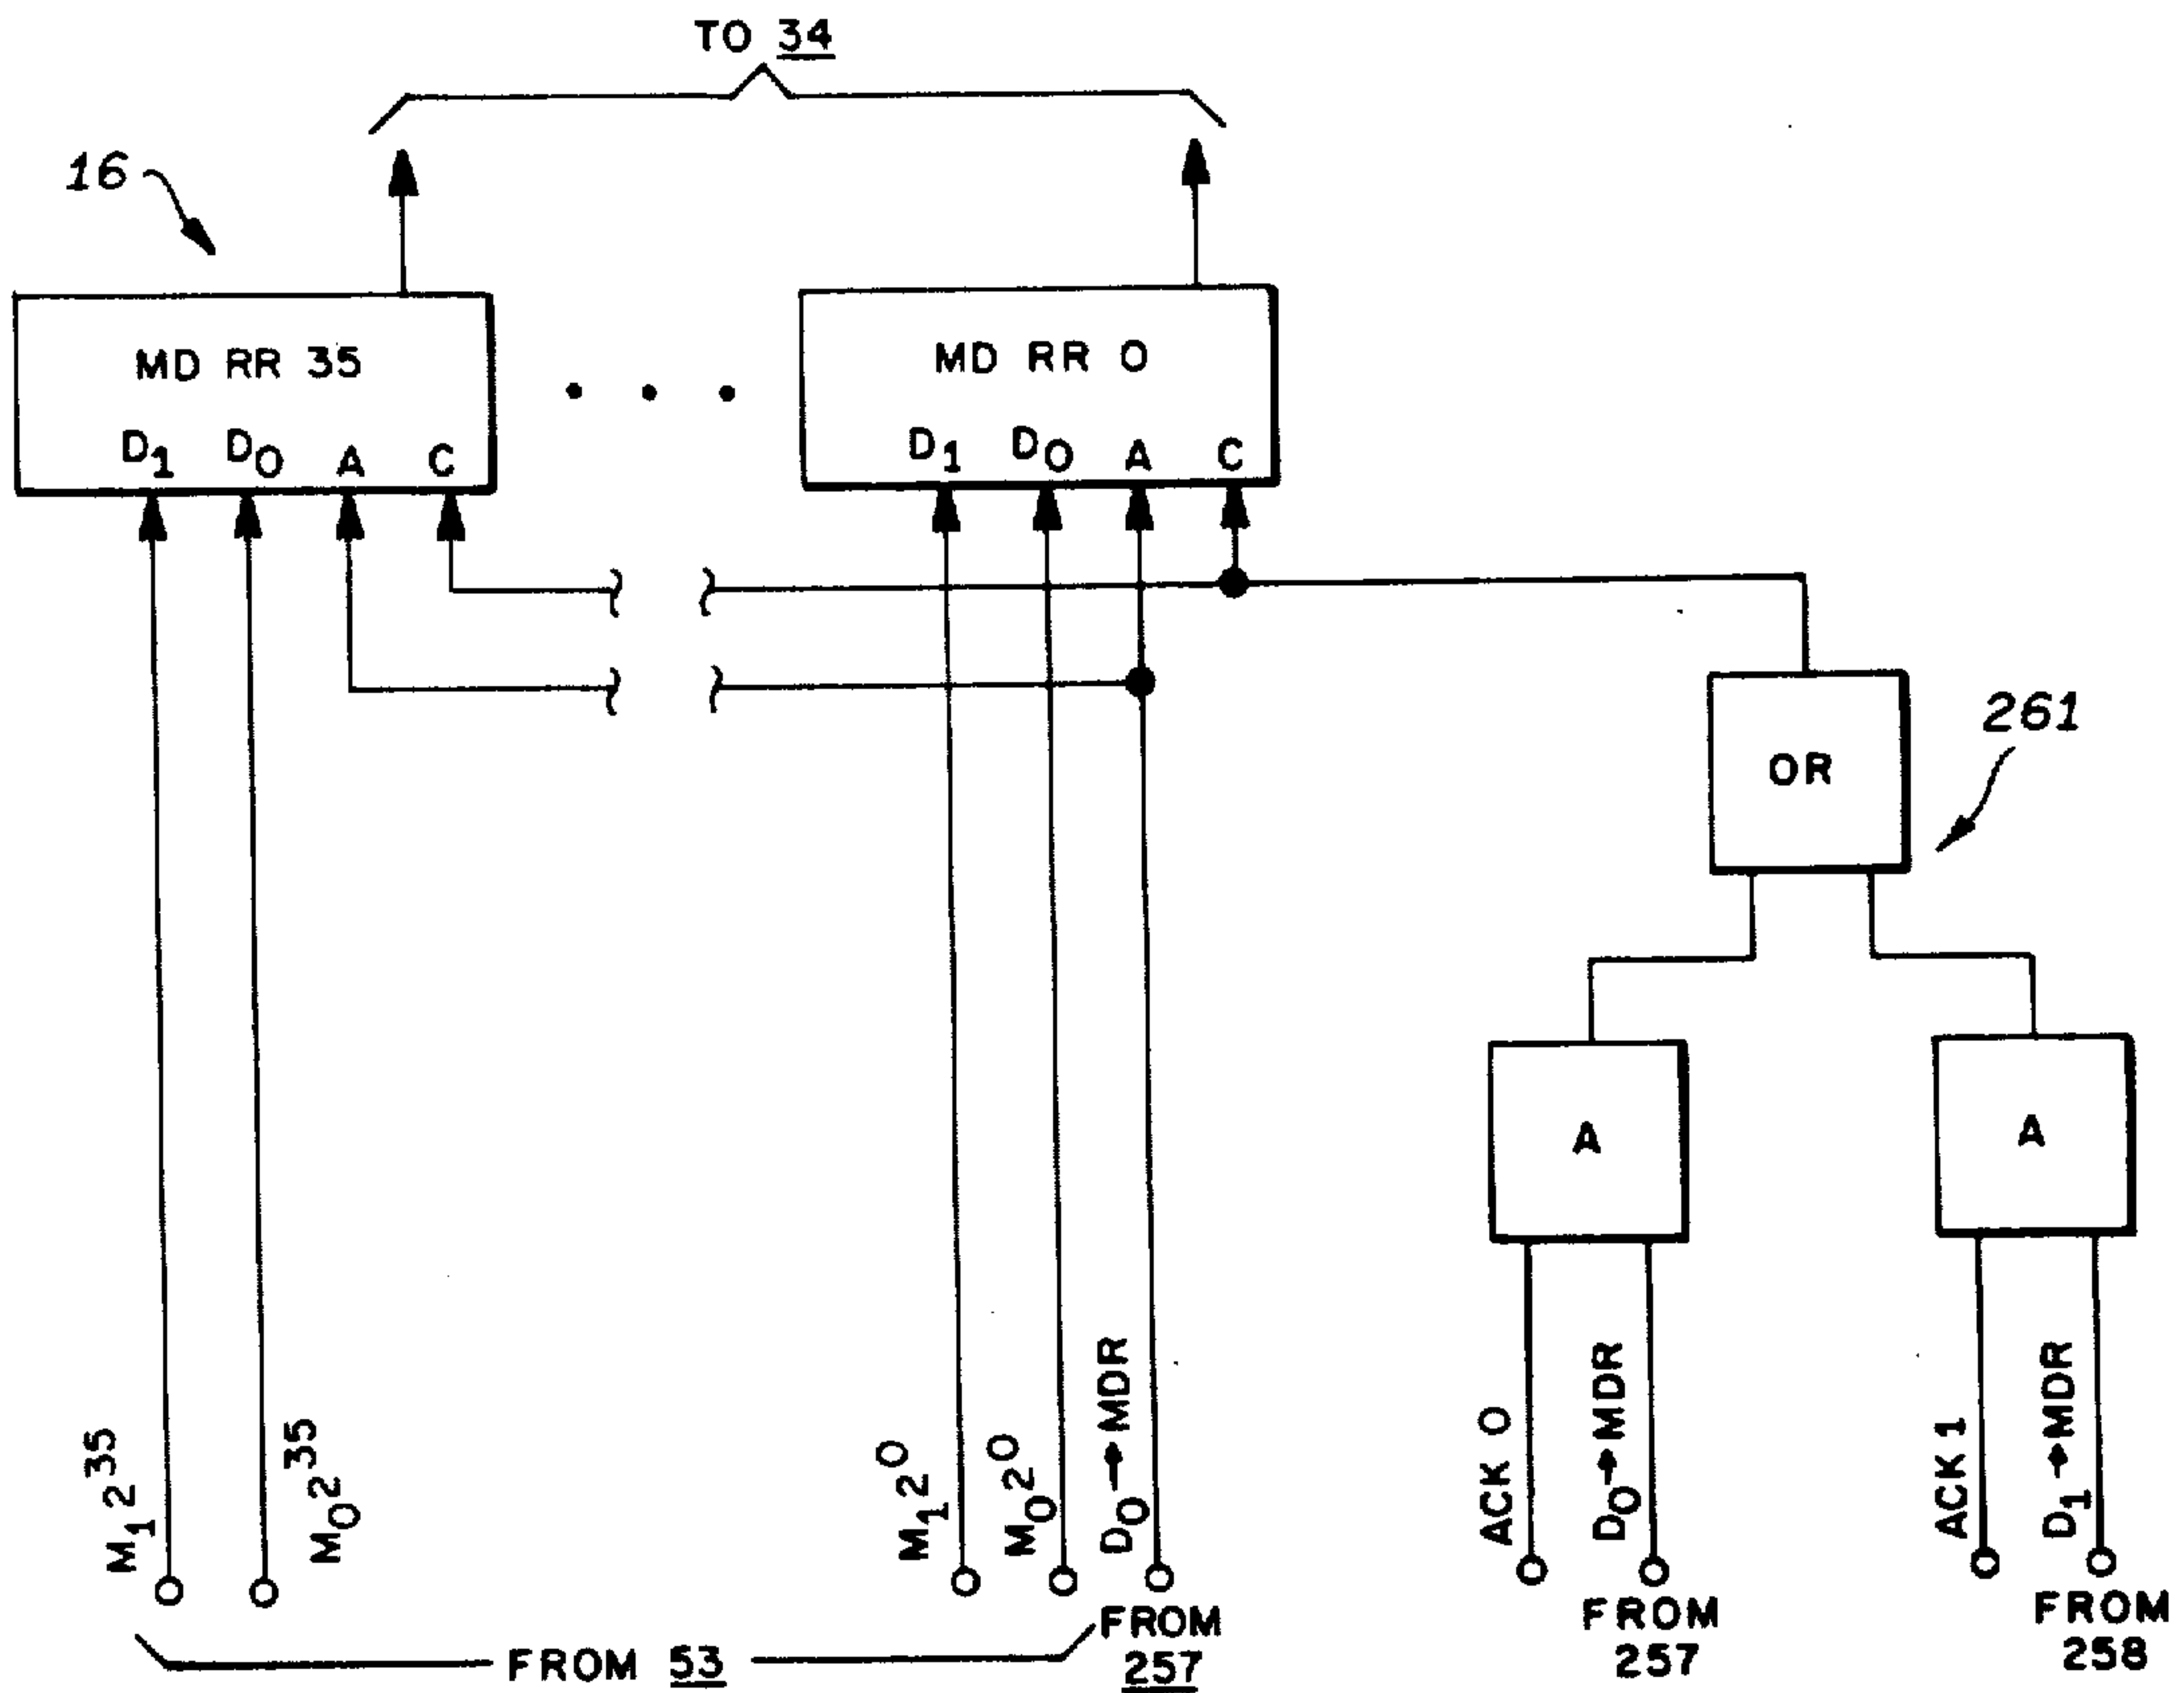 TO 34
16
MD RR 35
D1 D0 A C
MD RR 0
D1 D0 A C
OR
261
A
A
M1 2^35
M0 2^35
M1 2^0
M0 2^0
D0 → MDR
ACK 0
D0 → MDR
ACK 1
D1 → MDR
FROM 53
FROM
257
FROM
257
FROM
258